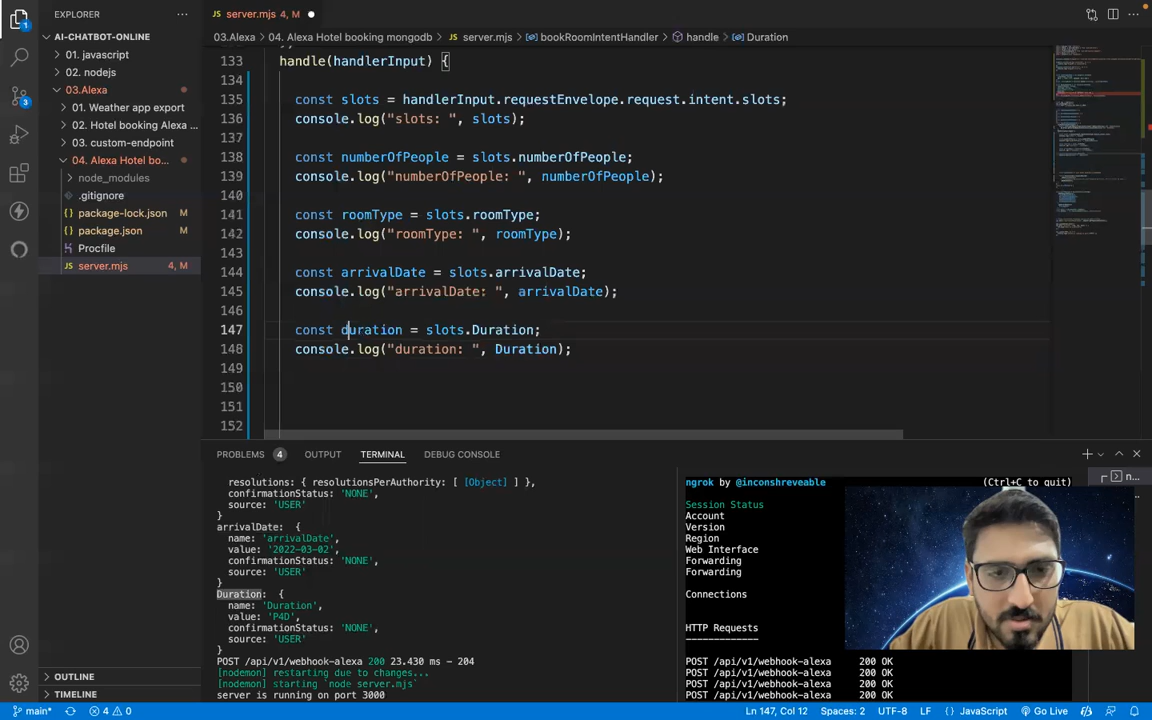 EXPLORER
AI-CHATBOT-ONLINE
01. javascript
02. nodejs
03.Alexa
01. Weather app export
02. Hotel booking Alexa ...
03. custom-endpoint
04. Alexa Hotel bo...
node_modules
.gitignore
package-lock.json M
package.json M
Procfile
server.mjs 4, M
OUTLINE
TIMELINE
server.mjs 4, M
03.Alexa > 04. Alexa Hotel booking mongodb > server.mjs > bookRoomIntentHandler > handle > Duration
133 handle(handlerInput) {
134
135 const slots = handlerInput.requestEnvelope.request.intent.slots;
136 console.log("slots: ", slots);
137
138 const numberOfPeople = slots.numberOfPeople;
139 console.log("numberOfPeople: ", numberOfPeople);
140
141 const roomType = slots.roomType;
142 console.log("roomType: ", roomType);
143
144 const arrivalDate = slots.arrivalDate;
145 console.log("arrivalDate: ", arrivalDate);
146
147 const duration = slots.Duration;
148 console.log("duration: ", Duration);
149
150
151
152
PROBLEMS 4 OUTPUT TERMINAL DEBUG CONSOLE
resolutions: { resolutionsPerAuthority: [ [Object] ] },
confirmationStatus: 'NONE',
source: 'USER'
}
arrivalDate: {
name: 'arrivalDate',
value: '2022-03-02',
confirmationStatus: 'NONE',
source: 'USER'
}
Duration: {
name: 'Duration',
value: 'P4D',
confirmationStatus: 'NONE',
source: 'USER'
}
POST /api/v1/webhook-alexa 200 23.430 ms - 204
[nodemon] restarting due to changes...
[nodemon] starting `node server.mjs`
server is running on port 3000
ngrok by @inconshreveable (Ctrl+C to quit)
Session Status
Account
Version
Region
Web Interface
Forwarding
Forwarding
Connections
HTTP Requests
-------------
POST /api/v1/webhook-alexa 200 OK
POST /api/v1/webhook-alexa 200 OK
POST /api/v1/webhook-alexa 200 OK
POST /api/v1/webhook-alexa 200 OK
n...
main* 4 0 Ln 147, Col 12 Spaces: 2 UTF-8 LF {} JavaScript Go Live